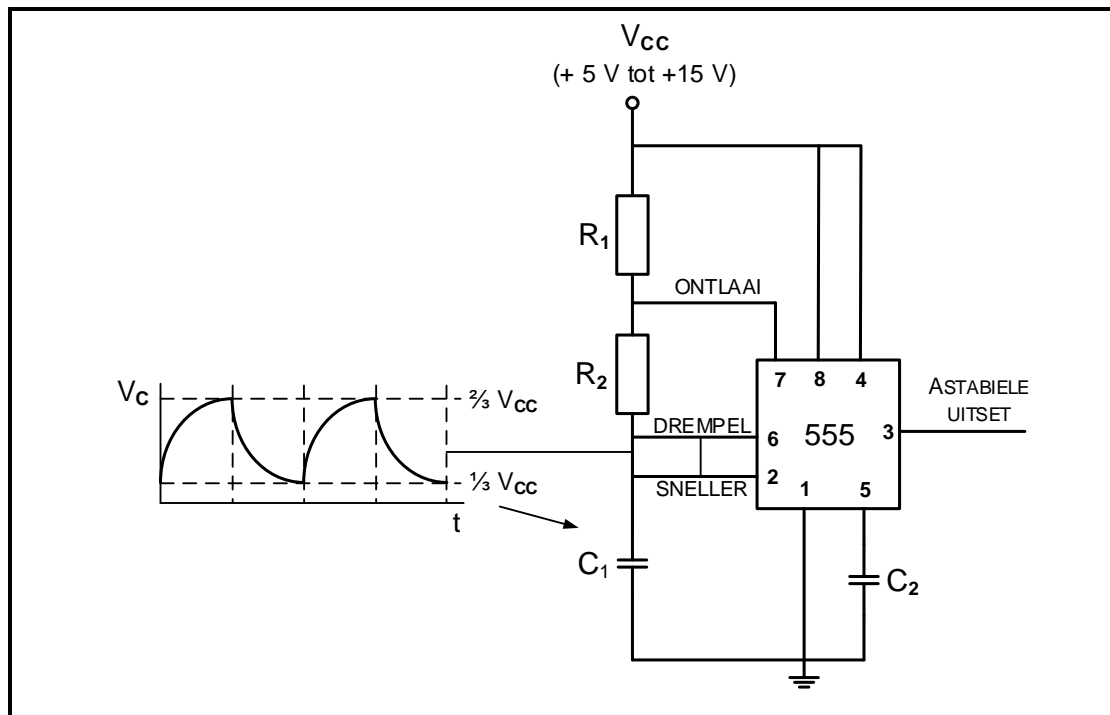 VCC
(+ 5 V tot +15 V)
R1
ONTLAAI
R2
7 8 4
ASTABIELE
UITSET
VC
⅔ VCC
DREMPEL
6 555 3
2
SNELLER
1 5
⅓ VCC
t
C1
C2